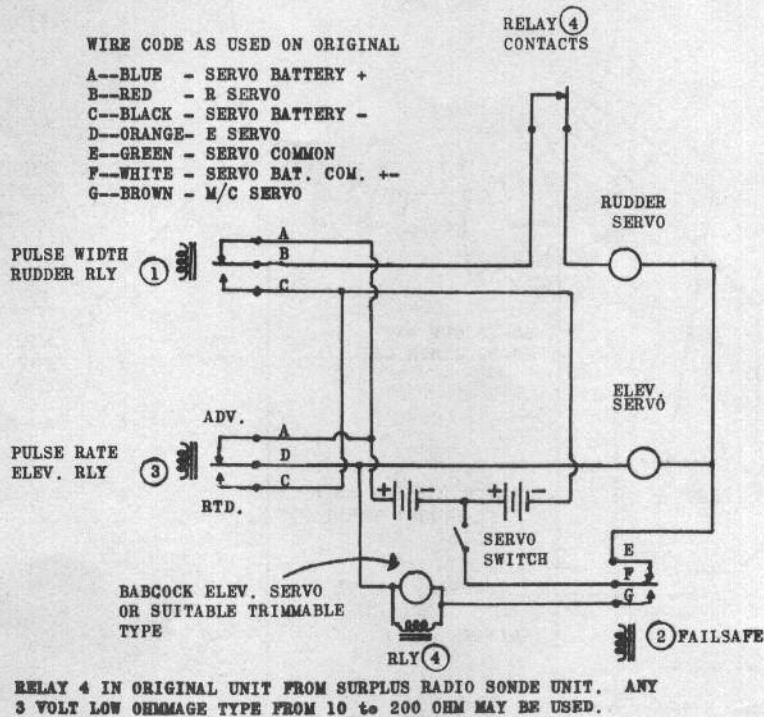 RELAY 4
CONTACTS
WIRE CODE AS USED ON ORIGINAL
A--BLUE - SERVO BATTERY +
B--RED - R SERVO
C--BLACK - SERVO BATTERY -
D--ORANGE- E SERVO
E--GREEN - SERVO COMMON
F--WHITE - SERVO BAT. COM. +-
G--BROWN - M/C SERVO
RUDDER
SERVO
A
PULSE WIDTH
RUDDER RLY 1
B
C
ELEV.
SERVO
ADV.
A
PULSE RATE
ELEV. RLY 3
D
C
RTD.
+ - + -
SERVO
SWITCH
E
F
G
BABCOCK ELEV. SERVO
OR SUITABLE TRIMMABLE
TYPE
2 FAILSAFE
RLY 4
RELAY 4 IN ORIGINAL UNIT FROM SURPLUS RADIO SONDE UNIT. ANY
3 VOLT LOW OHMMAGE TYPE FROM 10 to 200 OHM MAY BE USED.